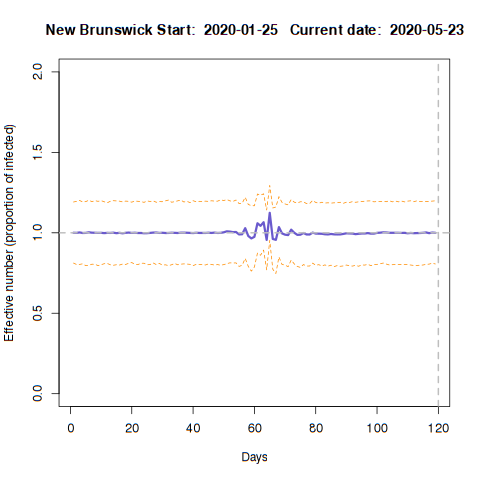 New Brunswick Start:  2020-01-25   Current date:  2020-05-23
Effective number (proportion of infected)
2.0
1.5
1.0
0.5
0.0
0 20 40 60 80 100 120
Days